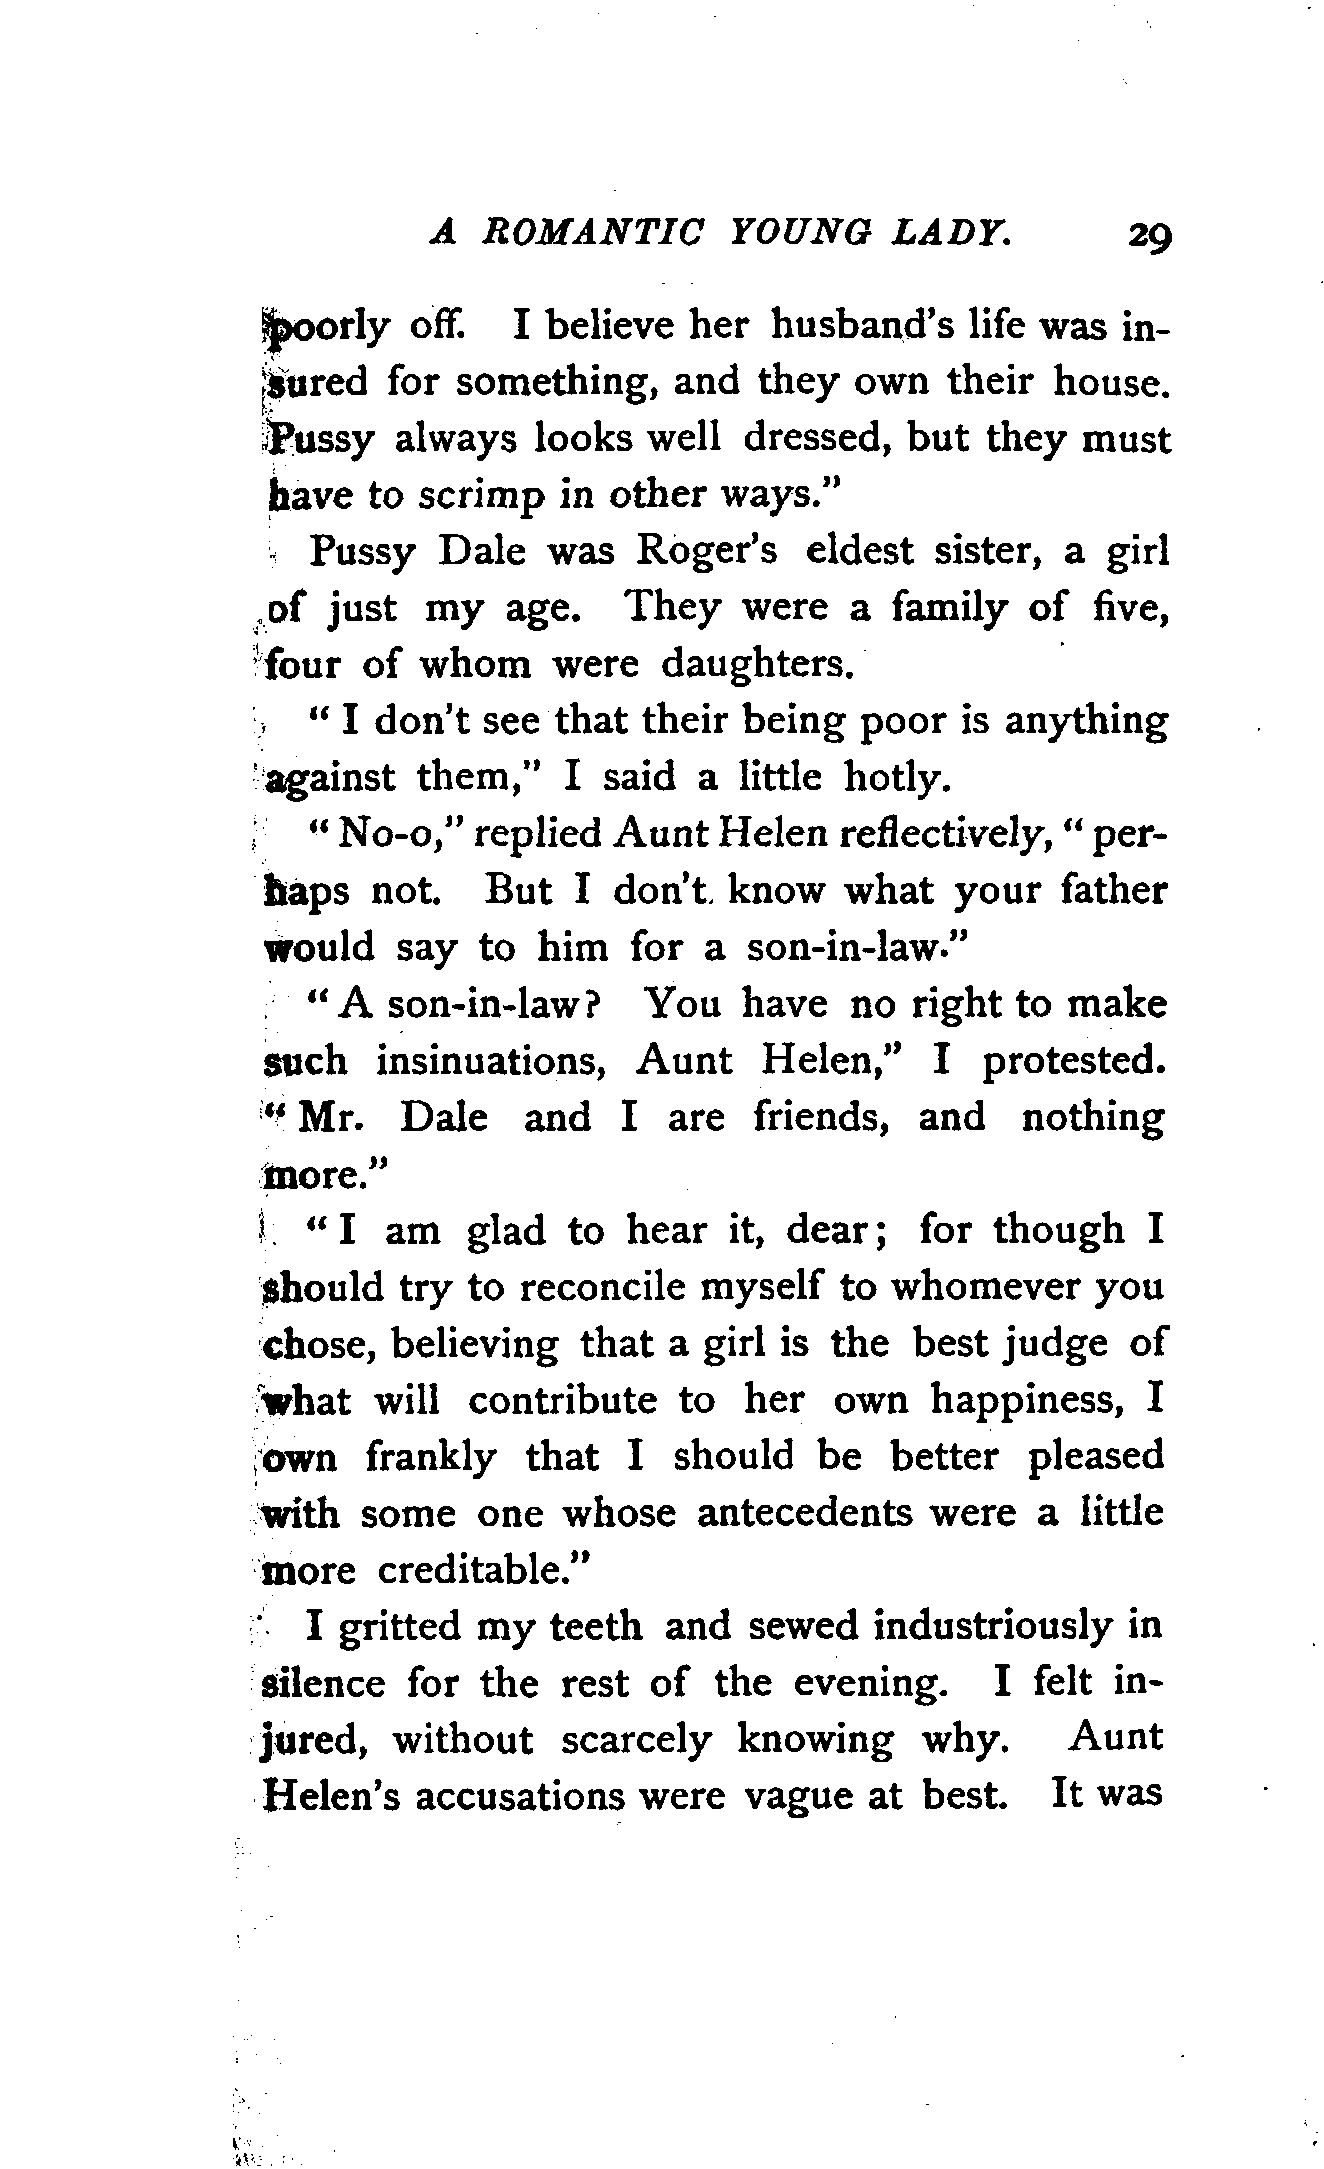 A ROMANTIC YOUNG LADY. 29
poorly off. I believe her husband's life was in-
sured for something, and they own their house.
Pussy always looks well dressed, but they must
have to scrimp in other ways."
Pussy Dale was Roger's eldest sister, a girl
of just my age. They were a family of five,
four of whom were daughters.
"I don't see that their being poor is anything
against them," I said a little hotly.
"No-o," replied Aunt Helen reflectively, "per-
haps not. But I don't know what your father
would say to him for a son-in-law."
"A son-in-law? You have no right to make
such insinuations, Aunt Helen," I protested.
"Mr. Dale and I are friends, and nothing
more."
"I am glad to hear it, dear; for though I
should try to reconcile myself to whomever you
chose, believing that a girl is the best judge of
what will contribute to her own happiness, I
own frankly that I should be better pleased
with some one whose antecedents were a little
more creditable."
I gritted my teeth and sewed industriously in
silence for the rest of the evening. I felt in-
jured, without scarcely knowing why. Aunt
Helen's accusations were vague at best. It was